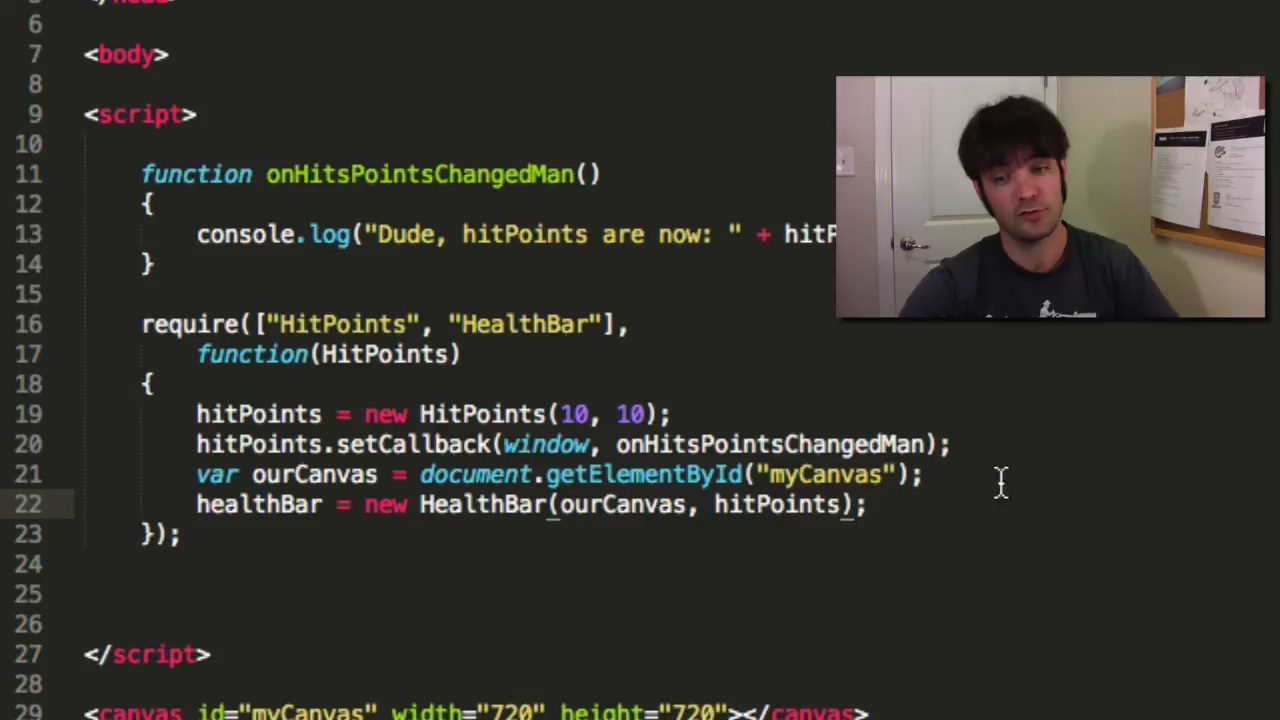 6
7 <body>
8
9 <script>
10
11 function onHitsPointsChangedMan()
12 {
13 console.log("Dude, hitPoints are now: " +
14 }
15
16 require(["HitPoints", "HealthBar"],
17 function(HitPoints)
18 {
19 hitPoints = new HitPoints(10, 10);
20 hitPoints.setCallback(window, onHitsPointsChangedMan);
21 var ourCanvas = document.getElementById("myCanvas");
22 healthBar = new HealthBar(ourCanvas, hitPoints);
23 });
24
25
26
27 </script>
28
29 <canvas id="myCanvas" width="720" height="720"></canvas>